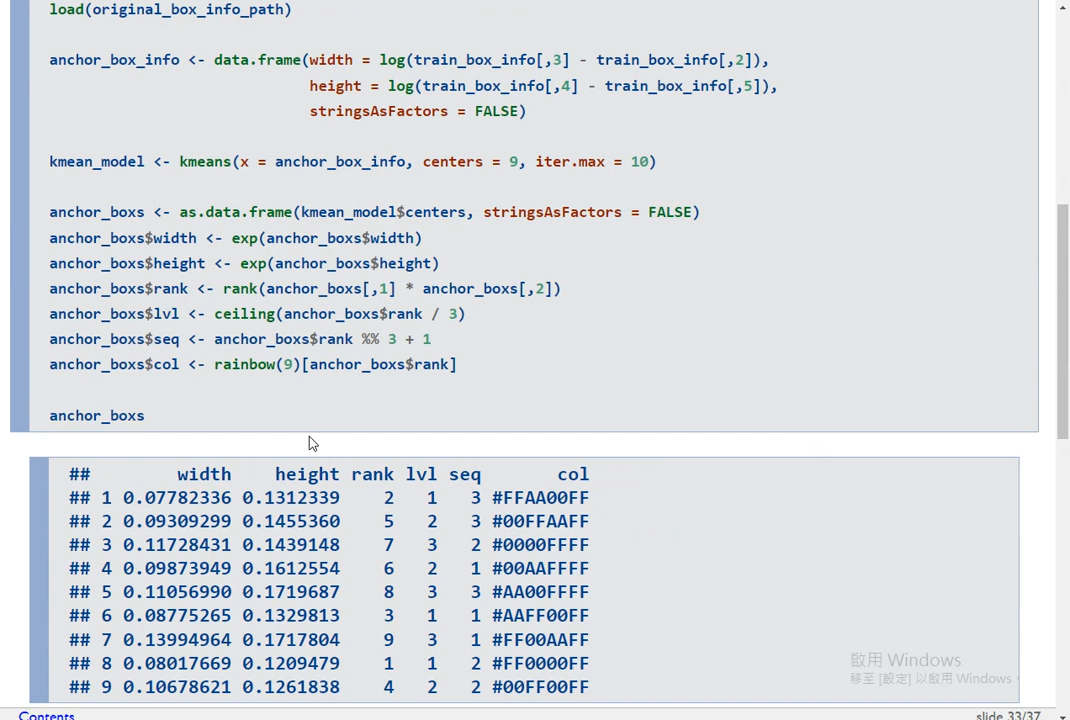 load(original_box_info_path)
anchor_box_info <- data.frame(width = log(train_box_info[,3] - train_box_info[,2]),
height = log(train_box_info[,4] - train_box_info[,5]),
stringsAsFactors = FALSE)
kmean_model <- kmeans(x = anchor_box_info, centers = 9, iter.max = 10)
anchor_boxs <- as.data.frame(kmean_model$centers, stringsAsFactors = FALSE)
anchor_boxs$width <- exp(anchor_boxs$width)
anchor_boxs$height <- exp(anchor_boxs$height)
anchor_boxs$rank <- rank(anchor_boxs[,1] * anchor_boxs[,2])
anchor_boxs$lvl <- ceiling(anchor_boxs$rank / 3)
anchor_boxs$seq <- anchor_boxs$rank %% 3 + 1
anchor_boxs$col <- rainbow(9)[anchor_boxs$rank]
anchor_boxs
## width height rank lvl seq col
## 1 0.07782336 0.1312339 2 1 3 #FFAA00FF
## 2 0.09309299 0.1455360 5 2 3 #00FFAAFF
## 3 0.11728431 0.1439148 7 3 2 #0000FFFF
## 4 0.09873949 0.1612554 6 2 1 #00AAFFFF
## 5 0.11056990 0.1719687 8 3 3 #AA00FFFF
## 6 0.08775265 0.1329813 3 1 1 #AAFF00FF
## 7 0.13994964 0.1717804 9 3 1 #FF00AAFF
## 8 0.08017669 0.1209479 1 1 2 #FF0000FF
## 9 0.10678621 0.1261838 4 2 2 #00FF00FF
啟用 Windows
移至 [設定] 以啟用 Windows。
Contents
slide 33/37